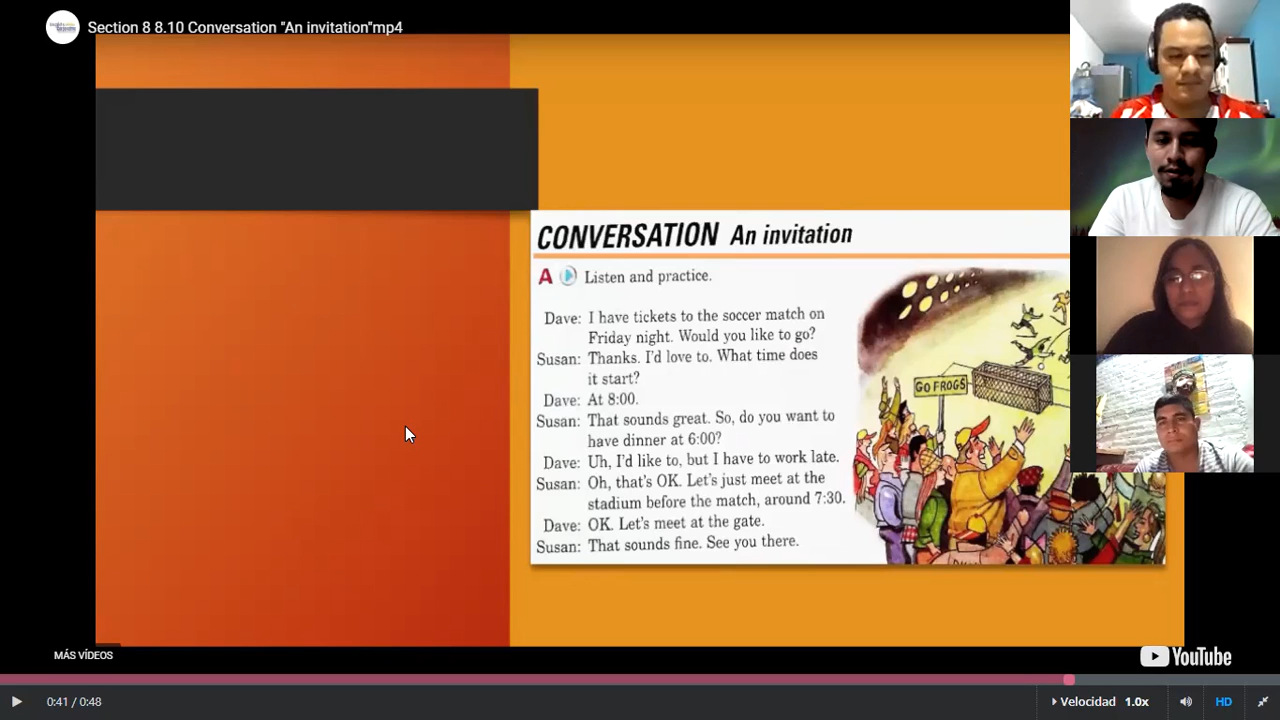 Section 8 8.10 Conversation "An invitation"mp4
CONVERSATION An invitation
A Listen and practice.
Dave: I have tickets to the soccer match on
Friday night. Would you like to go?
Susan: Thanks. I'd love to. What time does
it start?
Dave: At 8:00.
Susan: That sounds great. So, do you want to
have dinner at 6:00?
Dave: Uh, I'd like to, but I have to work late.
Susan: Oh, that's OK. Let's just meet at the
stadium before the match, around 7:30.
Dave: OK. Let's meet at the gate.
Susan: That sounds fine. See you there.
GO FROGS
MÁS VÍDEOS
YouTube
0:41 / 0:48
Velocidad 1.0x
HD